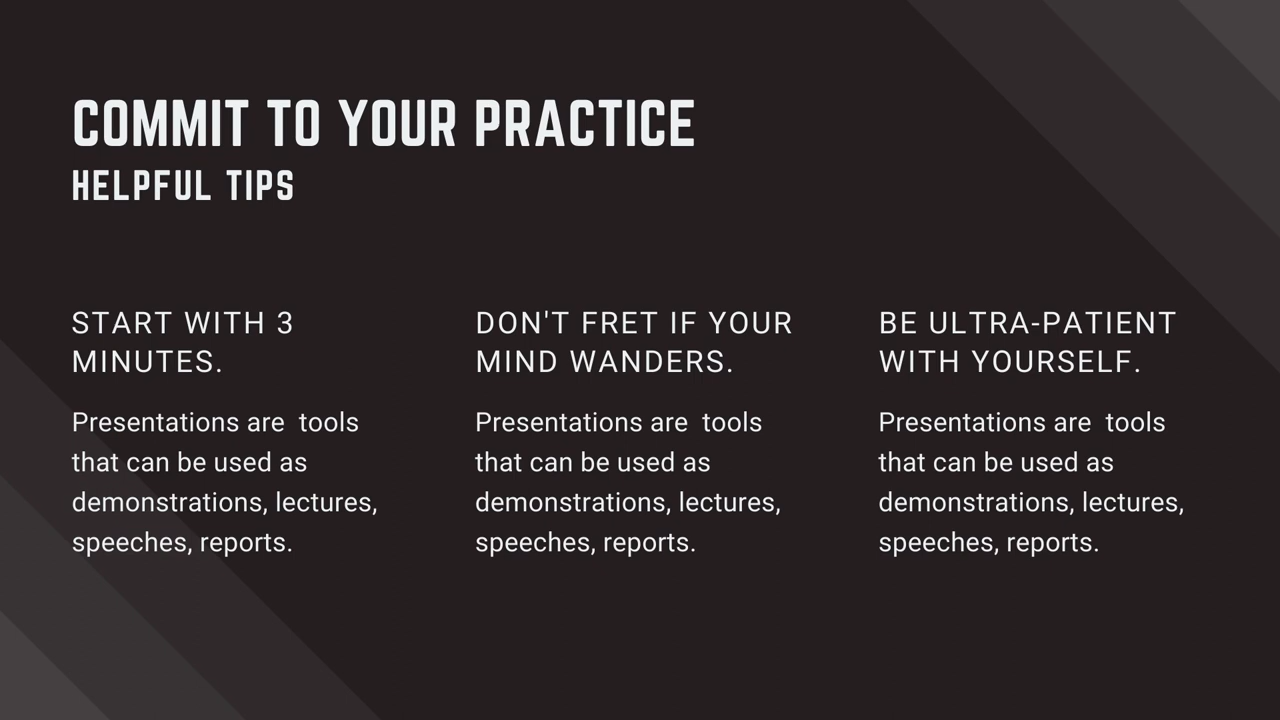 COMMIT TO YOUR PRACTICE
HELPFUL TIPS
START WITH 3
MINUTES.
Presentations are  tools
that can be used as
demonstrations, lectures,
speeches, reports.
DON'T FRET IF YOUR
MIND WANDERS.
Presentations are  tools
that can be used as
demonstrations, lectures,
speeches, reports.
BE ULTRA-PATIENT
WITH YOURSELF.
Presentations are  tools
that can be used as
demonstrations, lectures,
speeches, reports.